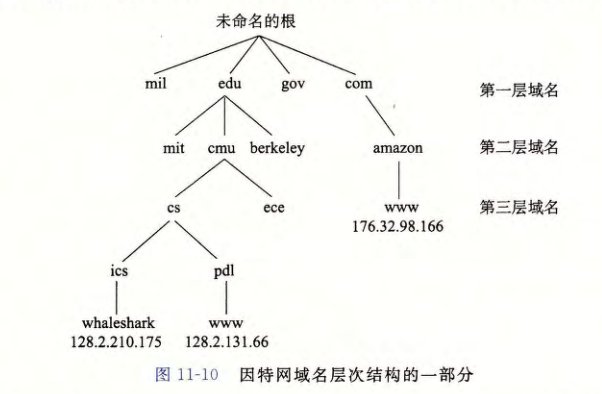 未命名的根
mil edu gov com 第一层域名
mit cmu berkeley amazon 第二层域名
cs ece www 第三层域名
176.32.98.166
ics pdl
whaleshark www
128.2.210.175 128.2.131.66
图 11-10 因特网域名层次结构的一部分